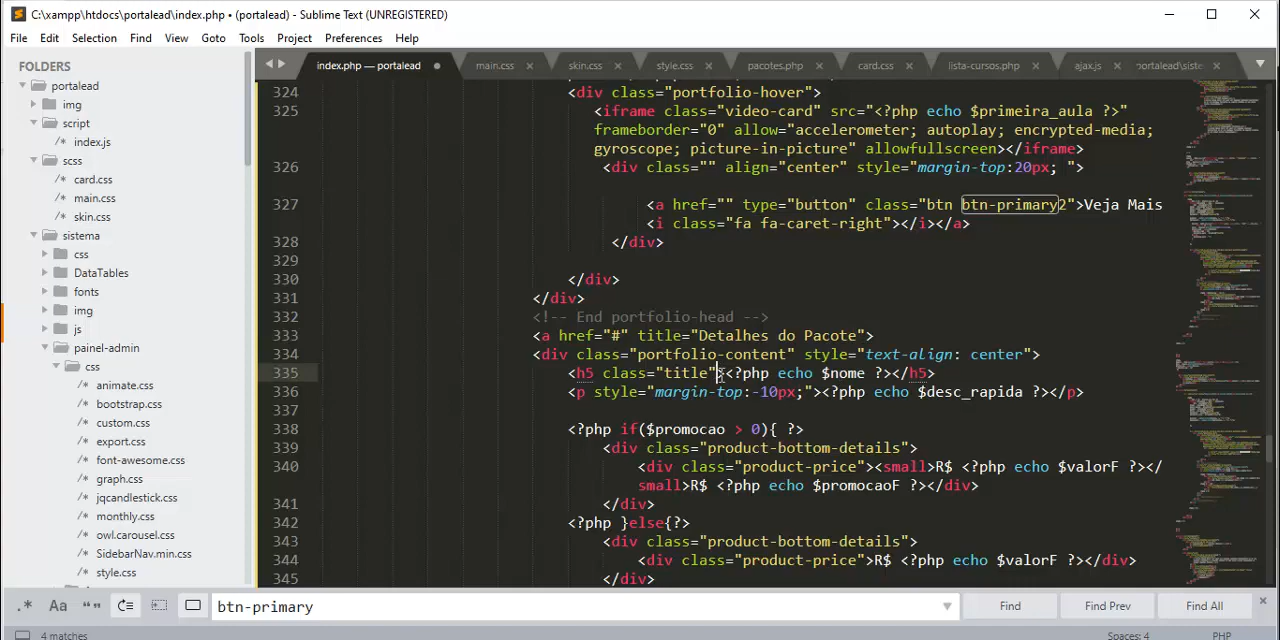 C:\xampp\htdocs\portalead\index.php • (portalead) - Sublime Text (UNREGISTERED)
File Edit Selection Find View Goto Tools Project Preferences Help
FOLDERS
portalead
img
script
index.js
scss
card.css
main.css
skin.css
sistema
css
DataTables
fonts
img
js
painel-admin
css
animate.css
bootstrap.css
custom.css
export.css
font-awesome.css
graph.css
jqcandlestick.css
monthly.css
owl.carousel.css
SidebarNav.min.css
style.css
index.php — portalead main.css skin.css style.css pacotes.php card.css lista-cursos.php ajax.js portalead\siste
324 <div class="portfolio-hover">
325 <iframe class="video-card" src="<?php echo $primeira_aula ?>"
frameborder="0" allow="accelerometer; autoplay; encrypted-media;
gyroscope; picture-in-picture" allowfullscreen></iframe>
326 <div class="" align="center" style="margin-top:20px; ">
327 <a href="" type="button" class="btn btn-primary2">Veja Mais
<i class="fa fa-caret-right"></i></a>
328 </div>
329
330 </div>
331 </div>
332 <!-- End portfolio-head -->
333 <a href="#" title="Detalhes do Pacote">
334 <div class="portfolio-content" style="text-align: center">
335 <h5 class="title"><?php echo $nome ?></h5>
336 <p style="margin-top:-10px;"><?php echo $desc_rapida ?></p>
337
338 <?php if($promocao > 0){ ?>
339 <div class="product-bottom-details">
340 <div class="product-price"><small>R$ <?php echo $valorF ?></
small>R$ <?php echo $promocaoF ?></div>
341 </div>
342 <?php }else{?>
343 <div class="product-bottom-details">
344 <div class="product-price">R$ <?php echo $valorF ?></div>
345 </div>
.* Aa “” btn-primary Find Find Prev Find All
4 matches Spaces: 4 PHP